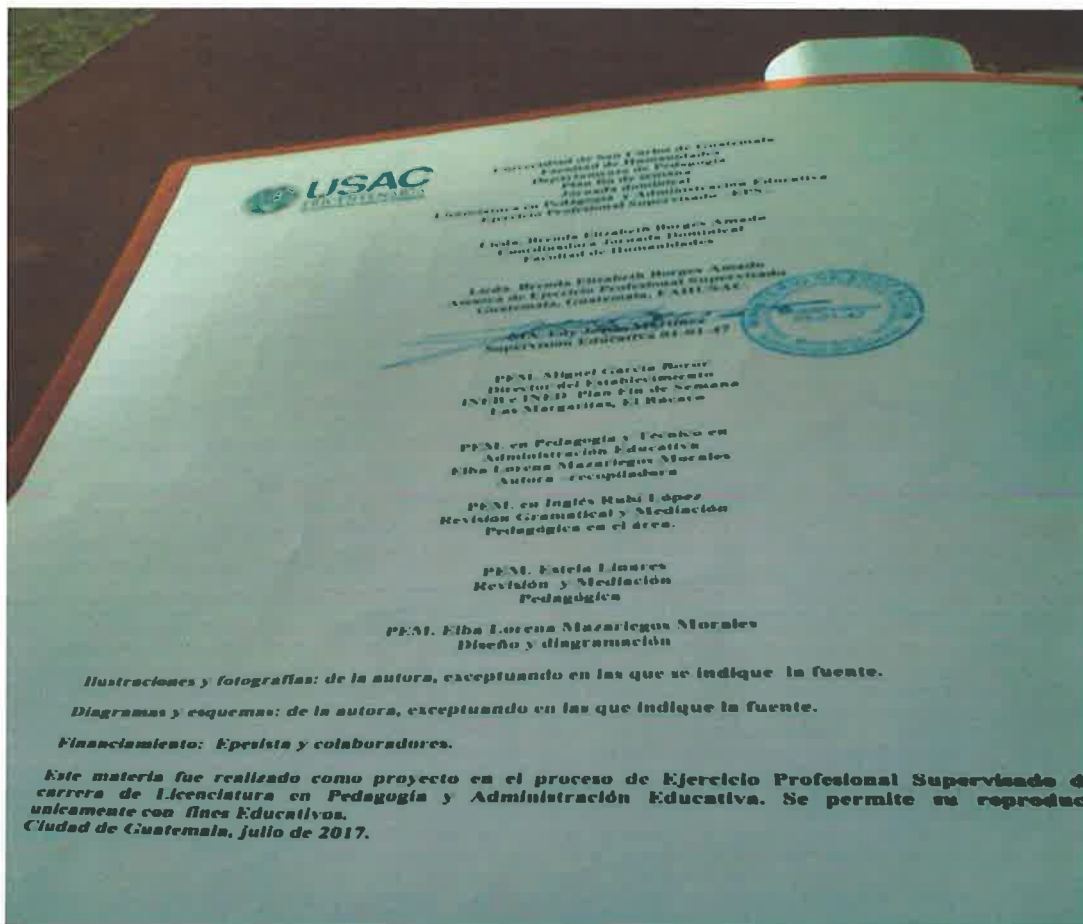 USAC
TRICENTENARIA
Universidad de San Carlos de Guatemala
Facultad de Humanidades
Departamento de Pedagogía
Plan fin de semana
Jornada dominical
Licenciatura en Pedagogía Y Administración Educativa
Ejercicio Profesional Supervisado -EPS-
Licda. Brenda Elizabeth Borges Amado
Coordinadora Jornada Dominical
Facultad de Humanidades
Licda. Brenda Elizabeth Borges Amado
Asesora de Ejercicio Profesional Supervisado
Guatemala, Guatemala, FAHUSAC
MA. Edy Martínez
Supervisión Educativa 01-01-47
PEM. Miguel García
Director del Establecimiento
INEB e INED Plan Fin de Semana
Las Margaritas, El
PEM. en Pedagogía y Técnico en
Administración Educativa
Elba Lorena Mazariegos Morales
Autora -recopiladora
PEM. en Inglés Rubí López
Revisión Gramatical y Mediación
Pedagógica en el área.
PEM. Estela Linares
Revisión y Mediación
Pedagógica
PEM. Elba Lorena Mazariegos Morales
Diseño y diagramación
Ilustraciones y fotografías: de la autora, exceptuando en las que se indique la fuente.
Diagramas y esquemas: de la autora, exceptuando en las que indique la fuente.
Financiamiento: Epesista y colaboradores.
Este materia fue realizado como proyecto en el proceso de Ejercicio Profesional Supervisado d
carrera de Licenciatura en Pedagogía y Administración Educativa. Se permite su reproduc
unicamente con fines Educativos.
Ciudad de Guatemala, julio de 2017.